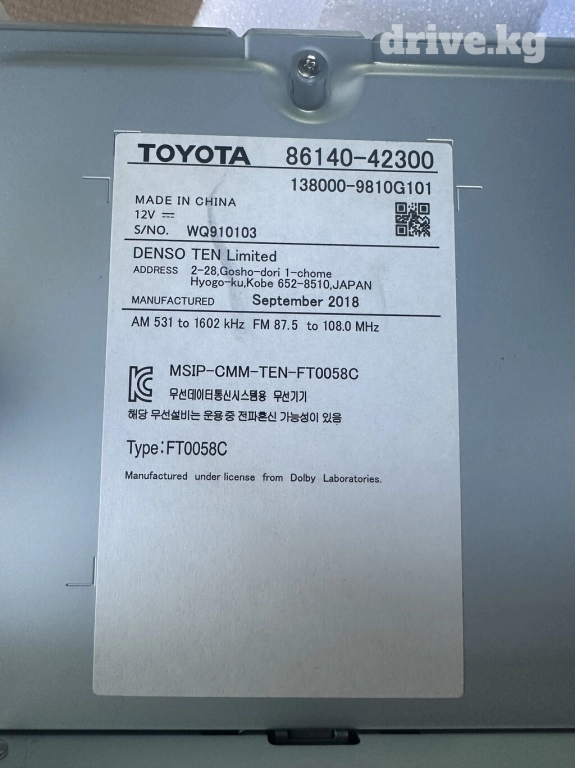 drive.kg
TOYOTA 86140-42300
138000-9810G101
MADE IN CHINA
12V ⎓
S/NO. WQ910103
DENSO TEN Limited
ADDRESS 2-28,Gosho-dori 1-chome
Hyogo-ku,Kobe 652-8510,JAPAN
MANUFACTURED September 2018
AM 531 to 1602 kHz FM 87.5 to 108.0 MHz
MSIP-CMM-TEN-FT0058C
무선데이터통신시스템용 무선기기
해당 무선설비는 운용 중 전파혼신 가능성이 있음
Type:FT0058C
Manufactured under license from Dolby Laboratories.